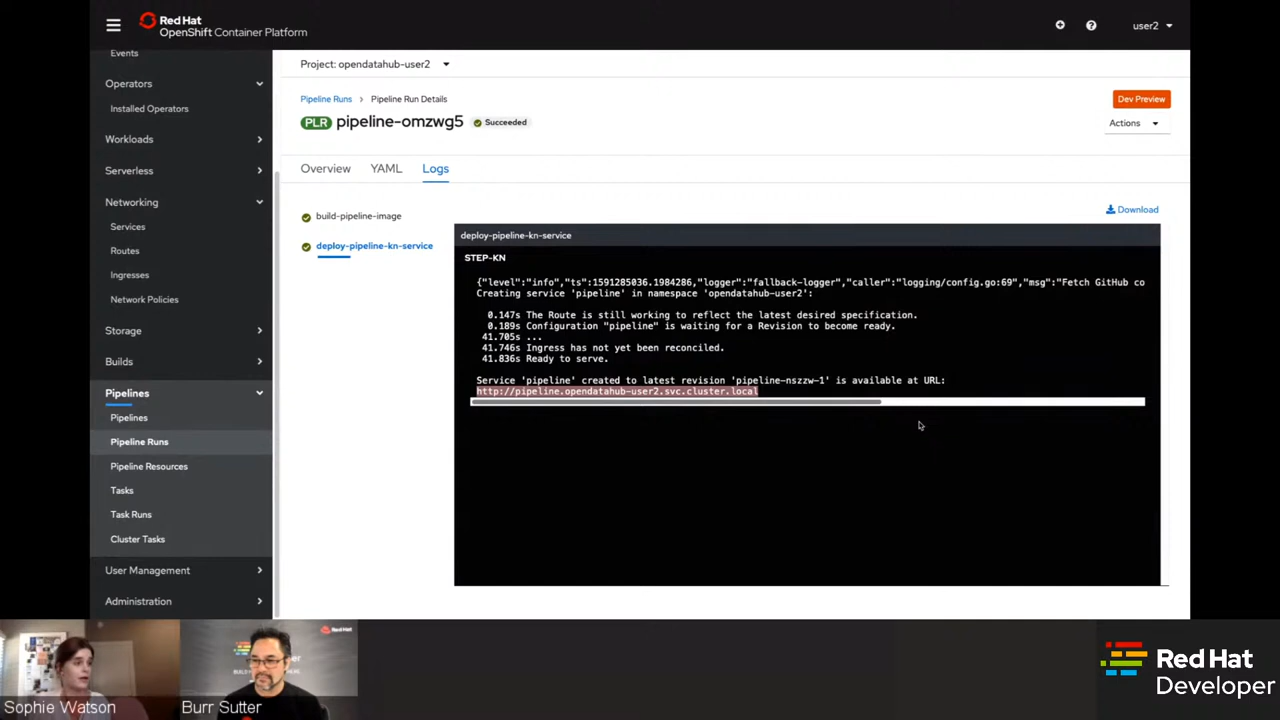 Red Hat
OpenShift Container Platform
user2
Events
Operators
Installed Operators
Workloads
Serverless
Networking
Services
Routes
Ingresses
Network Policies
Storage
Builds
Pipelines
Pipelines
Pipeline Runs
Pipeline Resources
Tasks
Task Runs
Cluster Tasks
User Management
Administration
Project: opendatahub-user2
Pipeline Runs > Pipeline Run Details
Dev Preview
PLR pipeline-omzwg5 Succeeded
Actions
Overview YAML Logs
Download
build-pipeline-image
deploy-pipeline-kn-service
deploy-pipeline-kn-service
STEP-KN
{"level":"info","ts":1591285036.1984286,"logger":"fallback-logger","caller":"logging/config.go:69","msg":"Fetch GitHub co
Creating service 'pipeline' in namespace 'opendatahub-user2':
0.147s The Route is still working to reflect the latest desired specification.
0.189s Configuration "pipeline" is waiting for a Revision to become ready.
41.705s ...
41.746s Ingress has not yet been reconciled.
41.836s Ready to serve.
Service 'pipeline' created to latest revision 'pipeline-nszzw-1' is available at URL:
http://pipeline.opendatahub-user2.svc.cluster.local
Red Hat
Sophie Watson
Burr Sutter
Red Hat
Developer